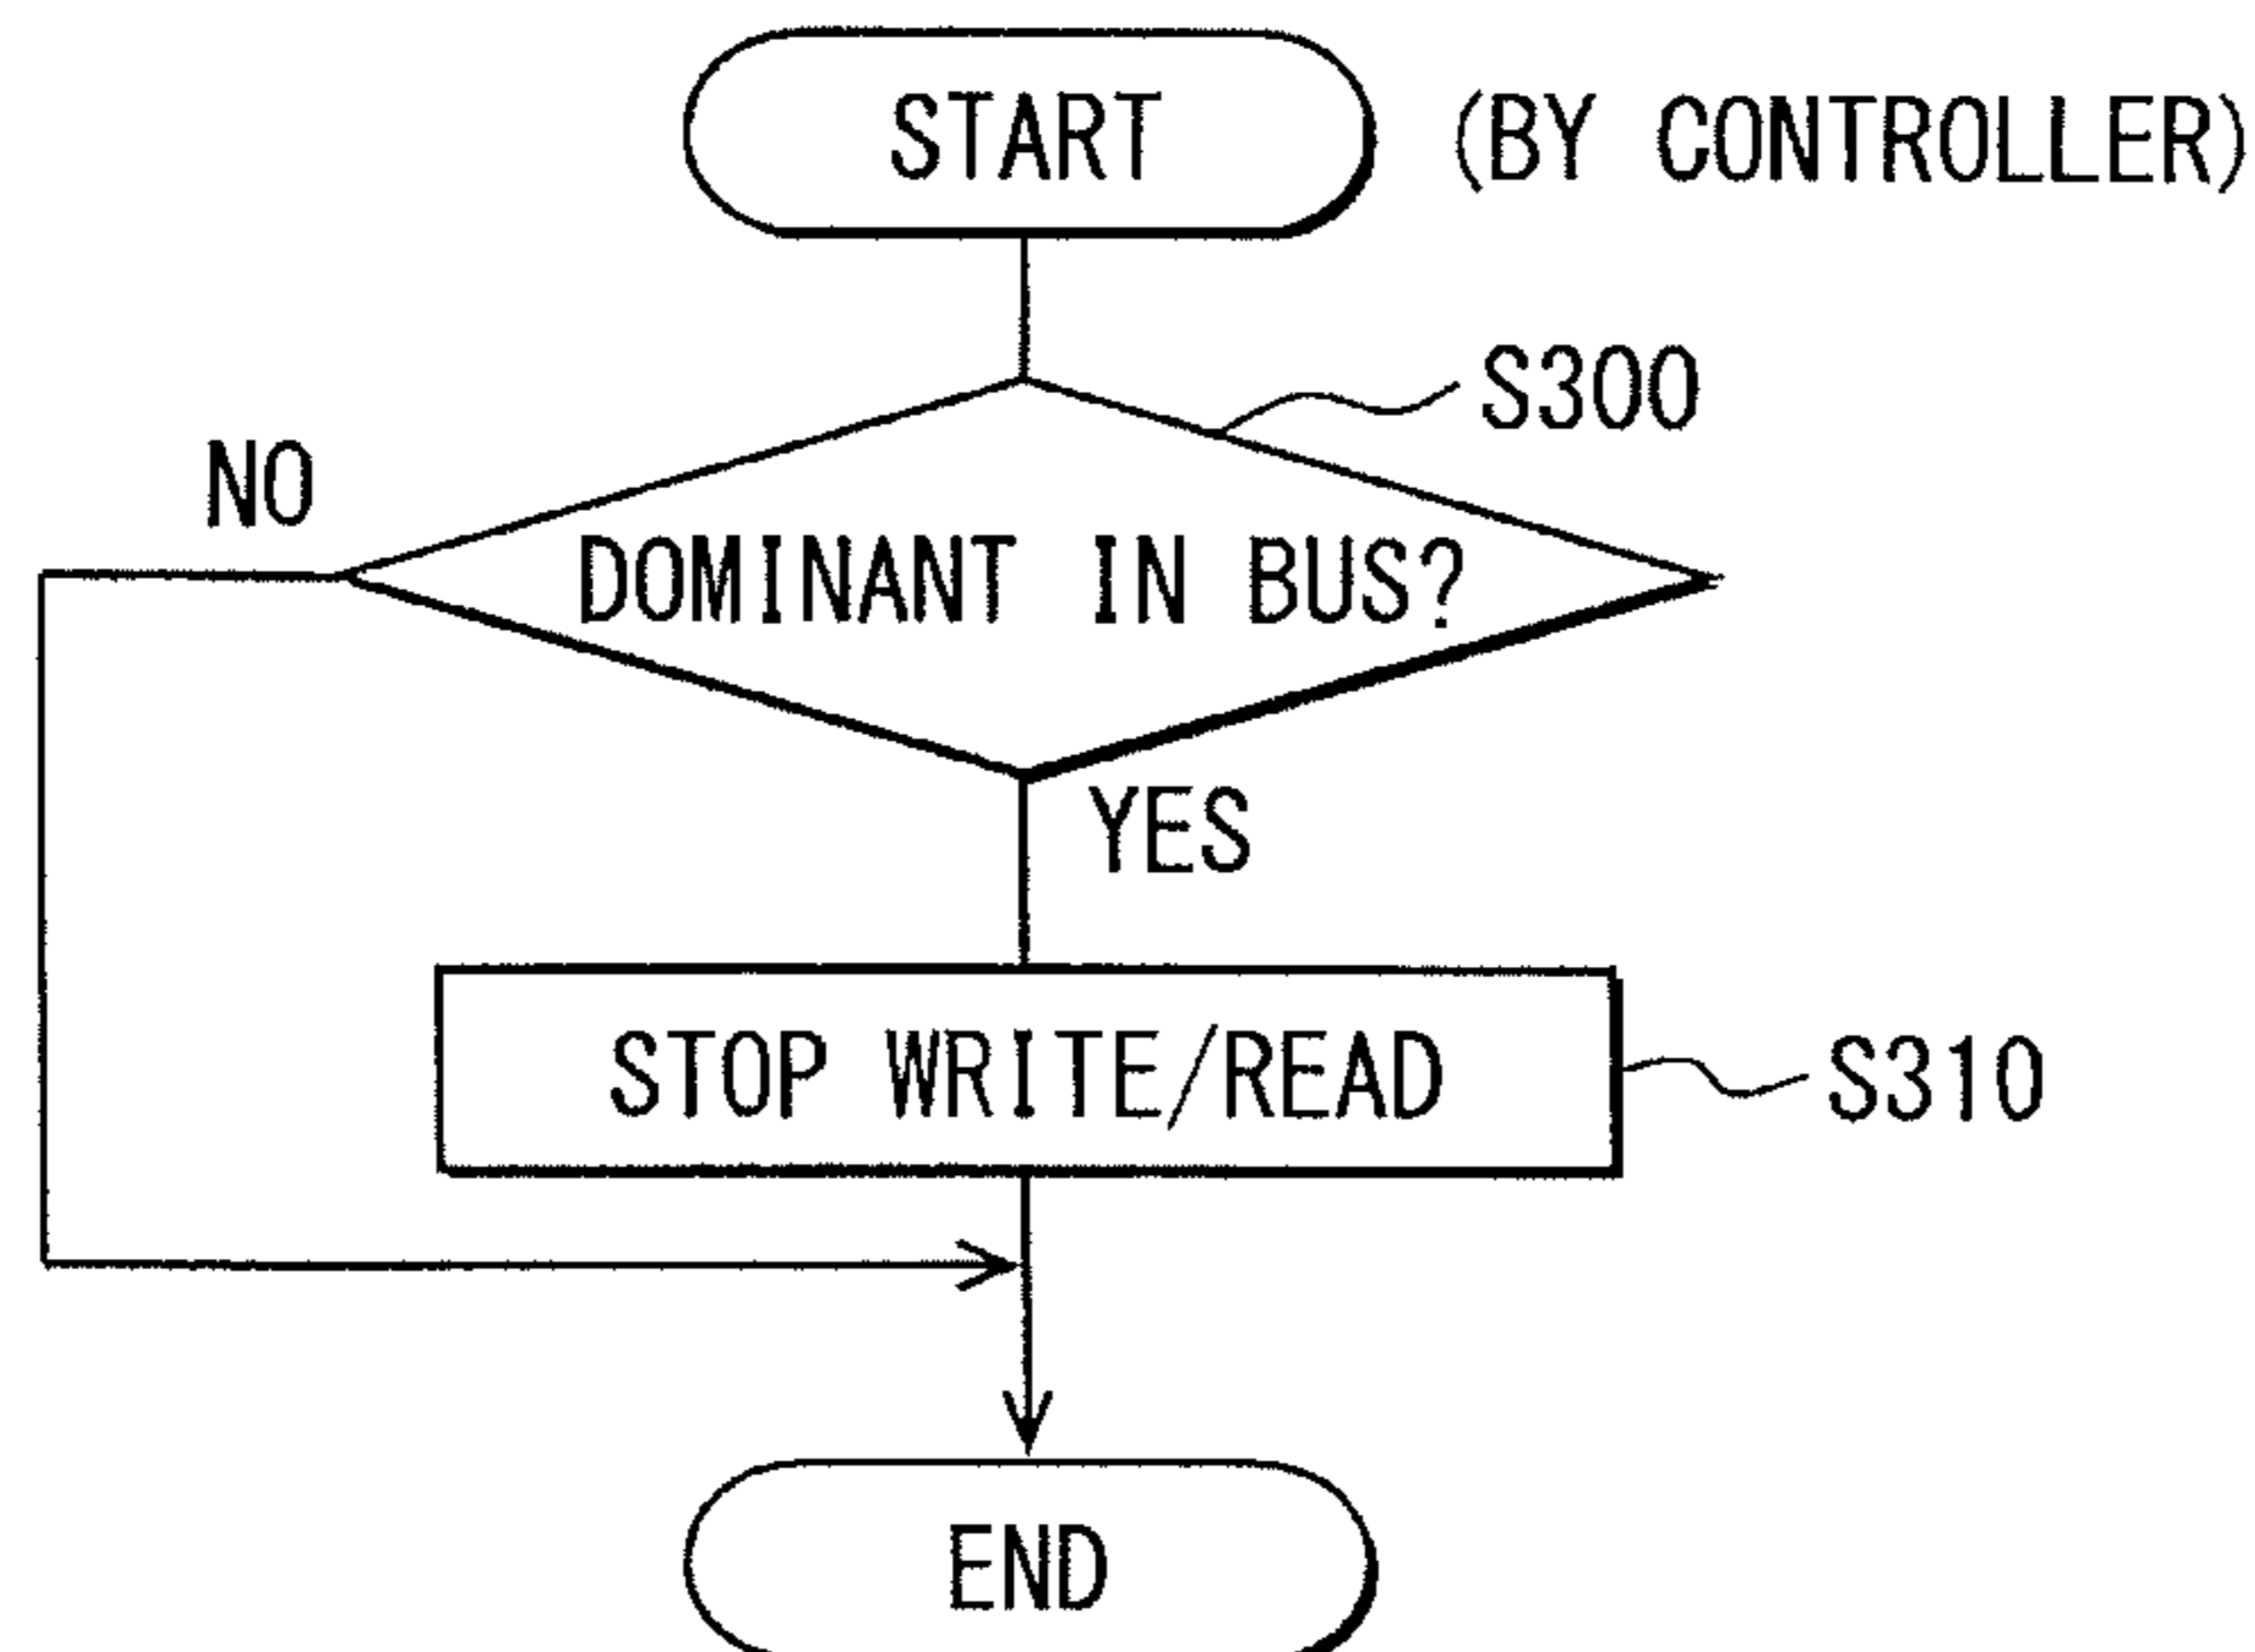 START
(BY CONTROLLER)
S300
NO
DOMINANT IN BUS?
YES
STOP WRITE/READ
S310
END